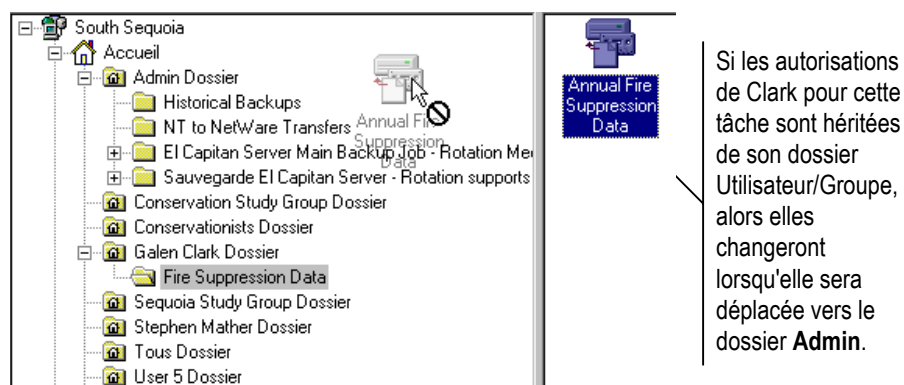 South Sequoia
Accueil
Admin Dossier
Historical Backups
NT to NetWare Transfers
El Capitan Server Main Backup Job - Rotation Me
Sauvegarde El Capitan Server - Rotation supports
Conservation Study Group Dossier
Conservationists Dossier
Galen Clark Dossier
Fire Suppression Data
Sequoia Study Group Dossier
Stephen Mather Dossier
Tous Dossier
User 5 Dossier
Annual Fire
Suppression
Data
Annual Fire
Suppression
Data
Si les autorisations
de Clark pour cette
tâche sont héritées
de son dossier
Utilisateur/Groupe,
alors elles
changeront
lorsqu'elle sera
déplacée vers le
dossier Admin.